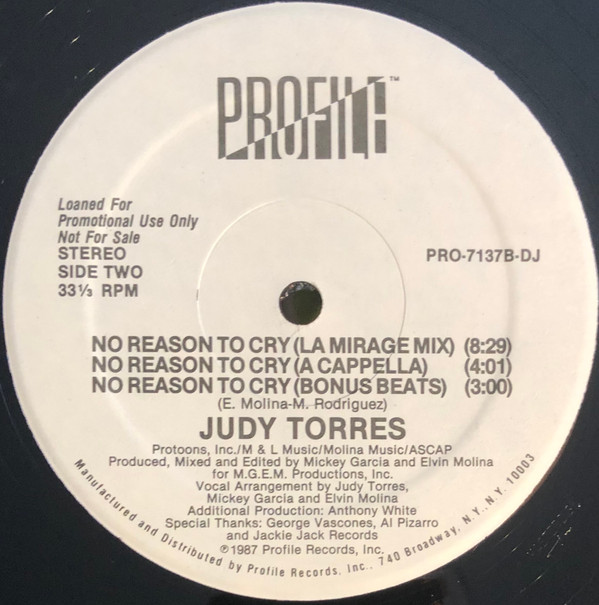 PROFILE™
Loaned For
Promotional Use Only
Not For Sale
STEREO
SIDE TWO
33 1/3 RPM
PRO-7137B-DJ
NO REASON TO CRY (LA MIRAGE MIX) (8:29)
NO REASON TO CRY (A CAPPELLA) (4:01)
NO REASON TO CRY (BONUS BEATS) (3:00)
(E. Molina-M. Rodriguez)
JUDY TORRES
Protoons, Inc./M & L Music/Molina Music/ASCAP
Produced, Mixed and Edited by Mickey Garcia and Elvin Molina
for M.G.E.M. Productions, Inc.
Vocal Arrangement by Judy Torres,
Mickey Garcia and Elvin Molina
Additional Production: Anthony White
Special Thanks: George Vascones, Al Pizarro
and Jackie Jack Records
℗1987 Profile Records, Inc.
Manufactured and Distributed by Profile Records, Inc., 740 Broadway, N.Y., N.Y. 10003